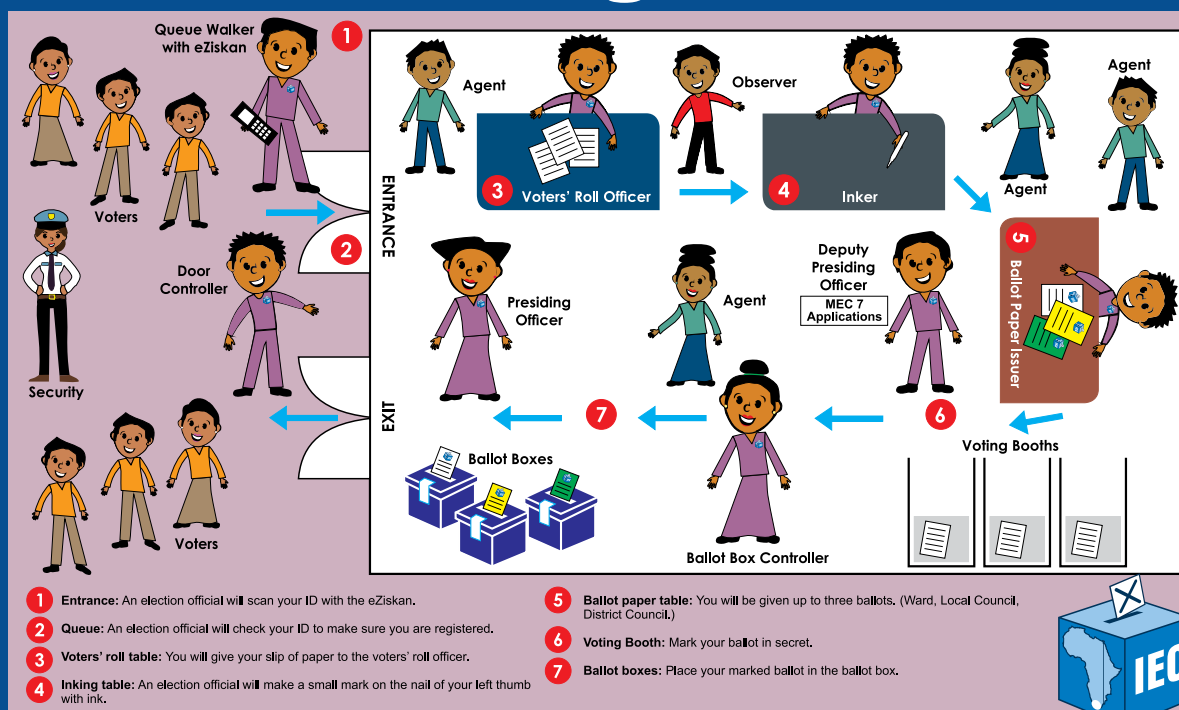 Queue Walker
with eZiskan
1
Voters
Security
Door
Controller
2
ENTRANCE
EXIT
Voters
Agent
3
Voters' Roll Officer
Observer
4
Inker
Agent
Agent
5
Ballot Paper Issuer
Presiding
Officer
Agent
Deputy
Presiding
Officer
MEC 7
Applications
6
7
Voting Booths
Ballot Boxes
Ballot Box Controller
1 Entrance: An election official will scan your ID with the eZiskan.
2 Queue: An election official will check your ID to make sure you are registered.
3 Voters' roll table: You will give your slip of paper to the voters' roll officer.
4 Inking table: An election official will make a small mark on the nail of your left thumb
with ink.
5 Ballot paper table: You will be given up to three ballots. (Ward, Local Council,
District Council.)
6 Voting Booth: Mark your ballot in secret.
7 Ballot boxes: Place your marked ballot in the ballot box.
IEC